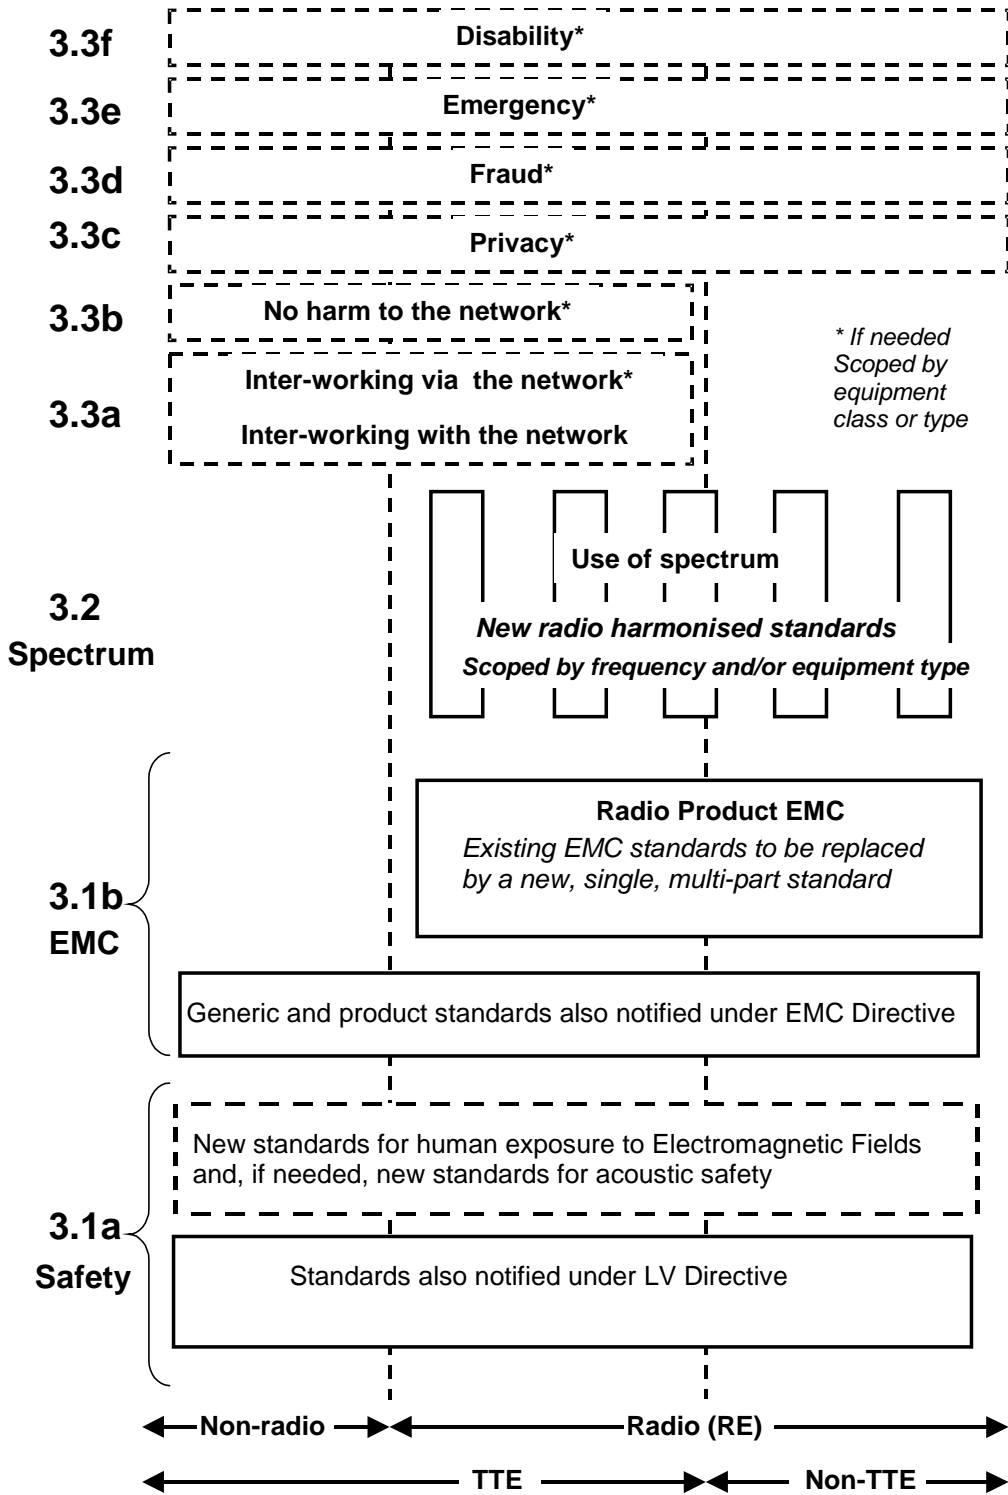 3.3f
Disability*
3.3e
Emergency*
3.3d
Fraud*
3.3c
Privacy*
3.3b
No harm to the network*
3.3a
Inter-working via the network*
Inter-working with the network
* If needed
Scoped by
equipment
class or type
3.2
Spectrum
Use of spectrum
New radio harmonised standards
Scoped by frequency and/or equipment type
3.1b
EMC
Radio Product EMC
Existing EMC standards to be replaced
by a new, single, multi-part standard
Generic and product standards also notified under EMC Directive
3.1a
Safety
New standards for human exposure to Electromagnetic Fields
and, if needed, new standards for acoustic safety
Standards also notified under LV Directive
Non-radio
Radio (RE)
TTE
Non-TTE